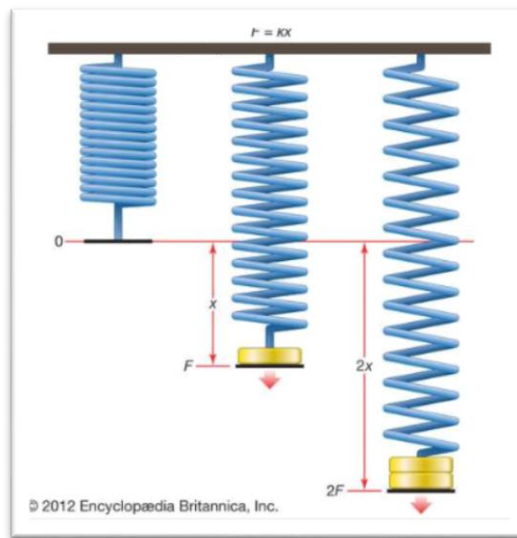 F = kx
0
x
F
2x
2F
© 2012 Encyclopædia Britannica, Inc.